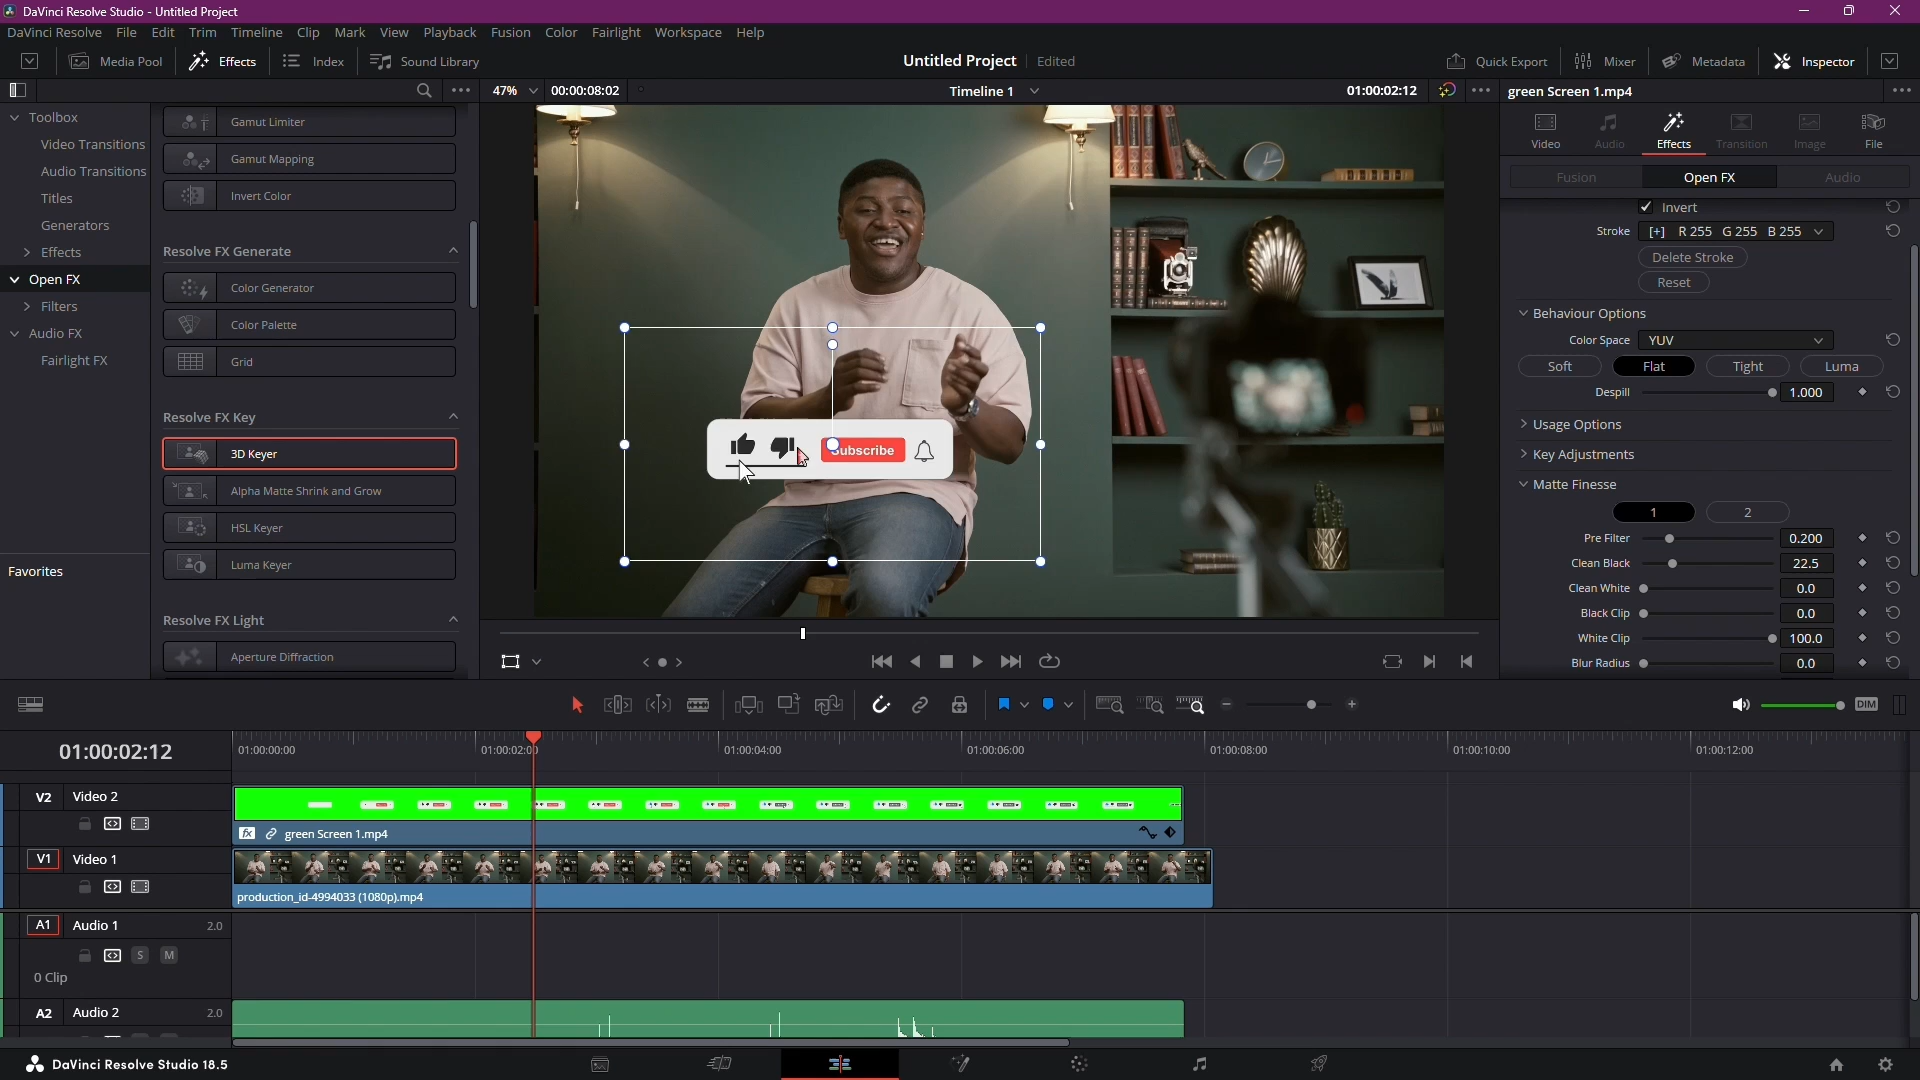 DaVinci Resolve Studio - Untitled Project
DaVinci Resolve File Edit Trim Timeline Clip Mark View Playback Fusion Color Fairlight Workspace Help
Media Pool Effects Index Sound Library Untitled Project Edited Quick Export Mixer Metadata Inspector
47% 00:00:08:02 Timeline 1 01:00:02:12 green Screen 1.mp4
Toolbox
Video Transitions
Audio Transitions
Titles
Generators
Effects
Open FX
Filters
Audio FX
Fairlight FX
Favorites
Gamut Limiter
Gamut Mapping
Invert Color
Resolve FX Generate
Color Generator
Color Palette
Grid
Resolve FX Key
3D Keyer
Alpha Matte Shrink and Grow
HSL Keyer
Luma Keyer
Resolve FX Light
Aperture Diffraction
Subscribe
Video Audio Effects Transition Image File
Fusion Open FX Audio
Invert
Stroke [+] R 255 G 255 B 255
Delete Stroke
Reset
Behaviour Options
Color Space YUV
Soft Flat Tight Luma
Despill 1.000
Usage Options
Key Adjustments
Matte Finesse
1 2
Pre Filter 0.200
Clean Black 22.5
Clean White 0.0
Black Clip 0.0
White Clip 100.0
Blur Radius 0.0
DIM
01:00:02:12
01:00:00:00 01:00:02:00 01:00:04:00 01:00:06:00 01:00:08:00 01:00:10:00 01:00:12:00
V2 Video 2
fx green Screen 1.mp4
V1 Video 1
production_id-4994033 (1080p).mp4
A1 Audio 1 2.0
S M
0 Clip
A2 Audio 2 2.0
DaVinci Resolve Studio 18.5